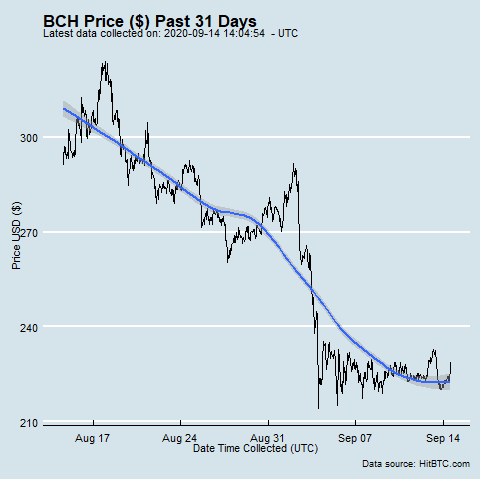 BCH Price ($) Past 31 Days
Latest data collected on: 2020-09-14 14:04:54 - UTC
Price USD ($)
300
270
240
210
Aug 17 Aug 24 Aug 31 Sep 07 Sep 14
Date Time Collected (UTC)
Data source: HitBTC.com